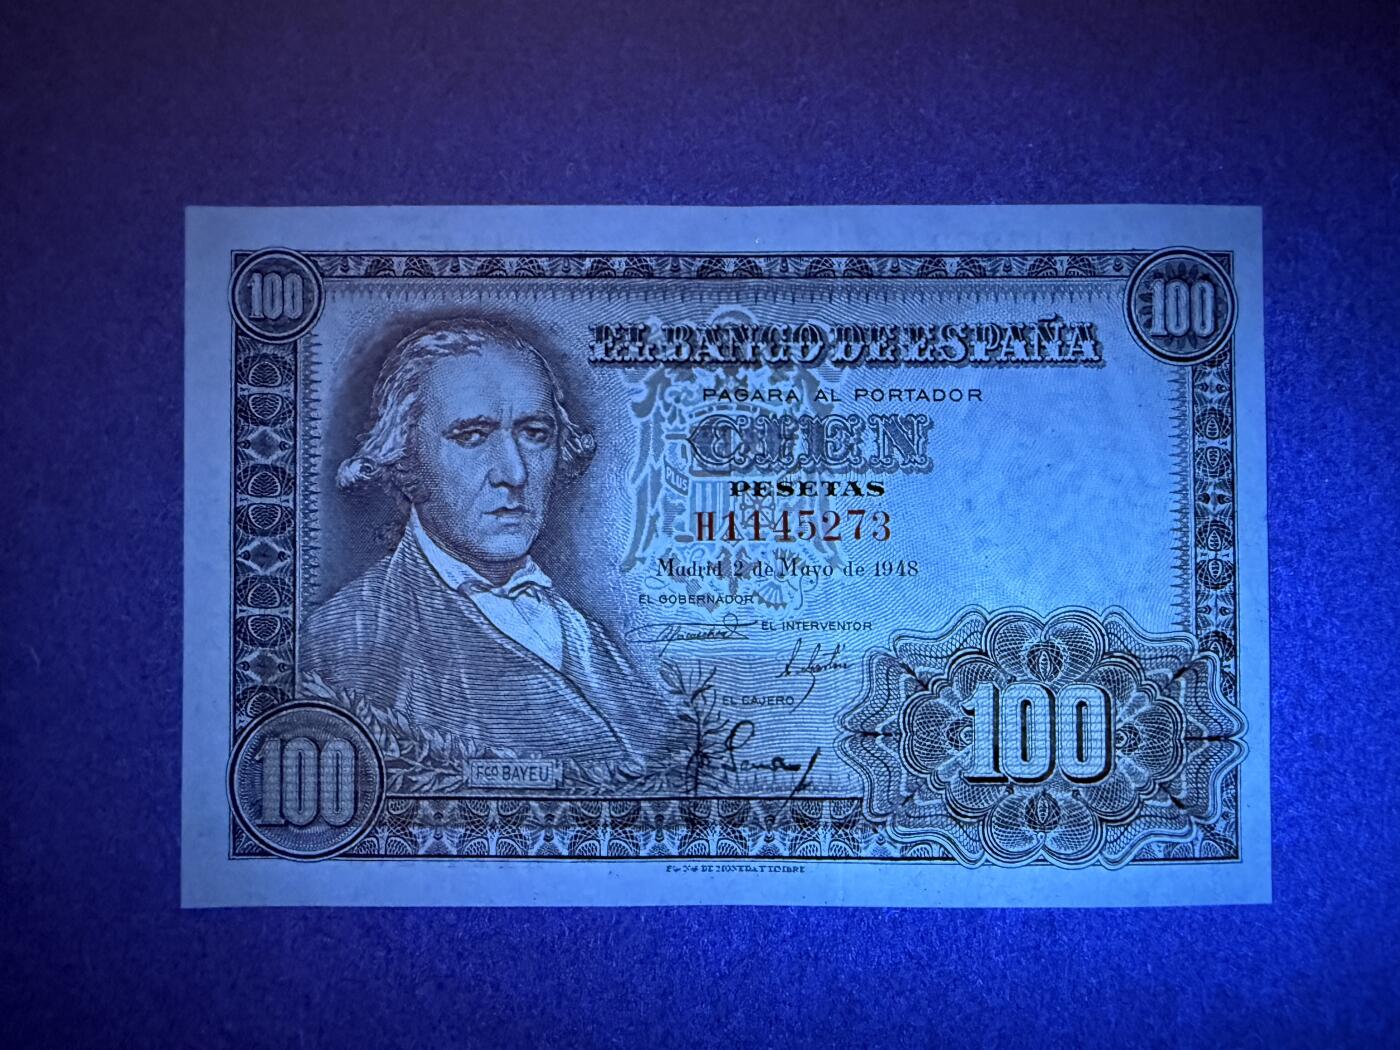 100
100
EL BANCO DE ESPAÑA
PAGARA AL PORTADOR
CIEN
PLUS
PESETAS
H1145273
Madrid 2 de Mayo de 1948
EL GOBERNADOR
EL INTERVENTOR
EL CAJERO
Fco BAYEU
100
100